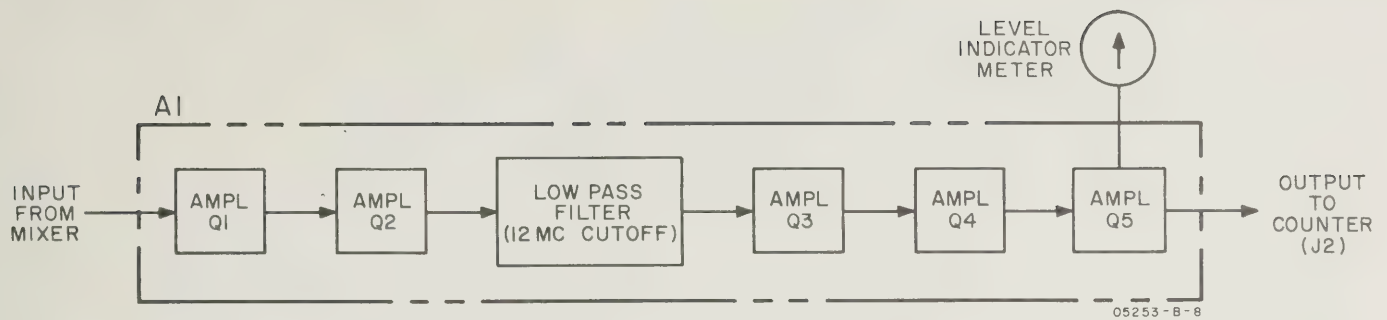 LEVEL
INDICATOR
METER
A1
INPUT
FROM
MIXER
AMPL
Q1
AMPL
Q2
LOW PASS
FILTER
(12 MC CUTOFF)
AMPL
Q3
AMPL
Q4
AMPL
Q5
OUTPUT
TO
COUNTER
(J2)
05253-B-8